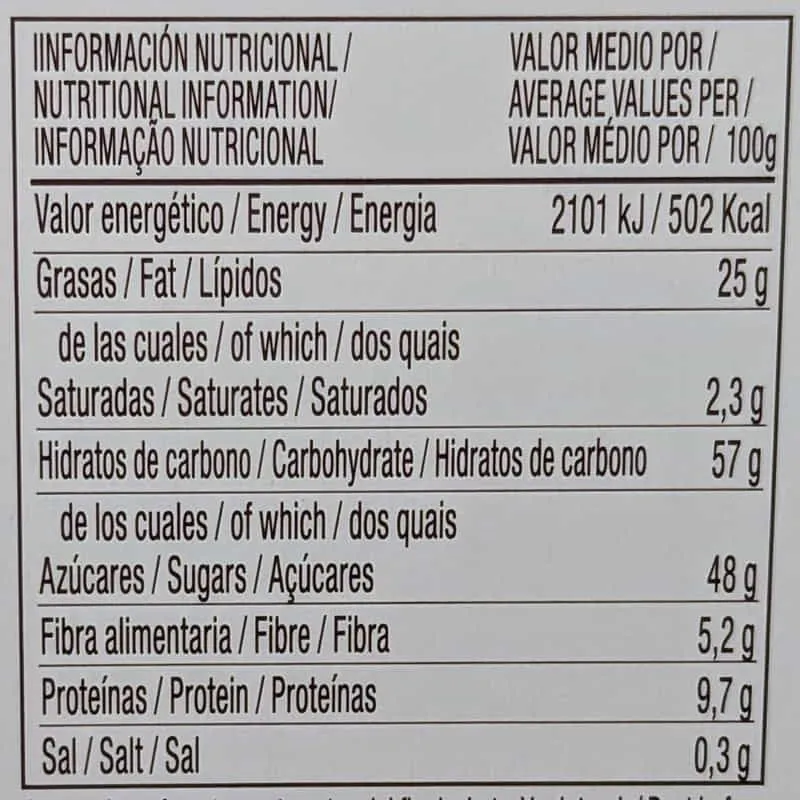 IINFORMACIÓN NUTRICIONAL / VALOR MEDIO POR /
NUTRITIONAL INFORMATION/ AVERAGE VALUES PER /
INFORMAÇÃO NUTRICIONAL VALOR MÉDIO POR / 100g
Valor energético / Energy / Energia 2101 kJ / 502 Kcal
Grasas / Fat / Lípidos 25 g
de las cuales / of which / dos quais
Saturadas / Saturates / Saturados 2,3 g
Hidratos de carbono / Carbohydrate / Hidratos de carbono 57 g
de los cuales / of which / dos quais
Azúcares / Sugars / Açúcares 48 g
Fibra alimentaria / Fibre / Fibra 5,2 g
Proteínas / Protein / Proteínas 9,7 g
Sal / Salt / Sal 0,3 g